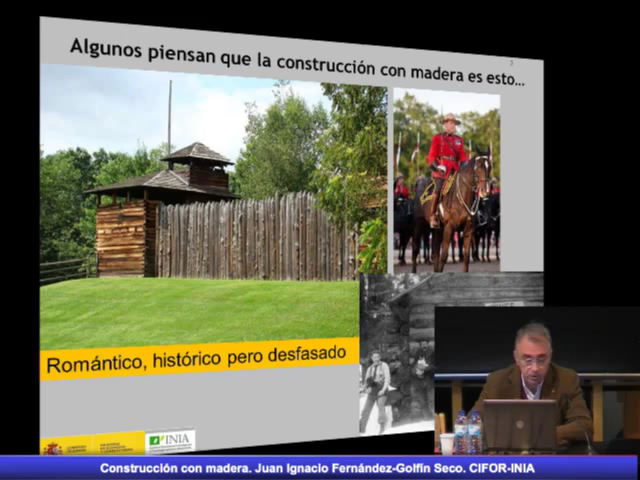 Algunos piensan que la construcción con madera es esto...
Romántico, histórico pero desfasado
INIA
Construcción con madera. Juan Ignacio Fernández-Golfín Seco. CIFOR-INIA